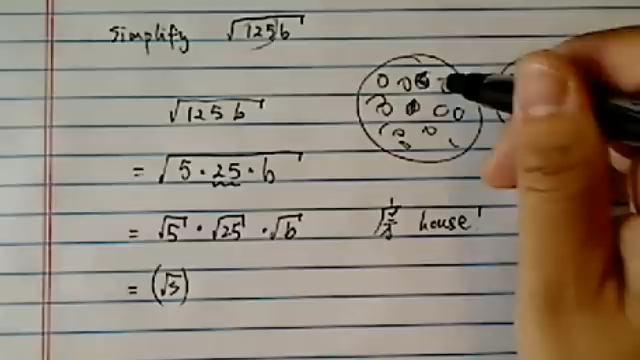 Simplify √125b
√125b
= √5·25·b
= √5·√25·√b
house!
= (√5)